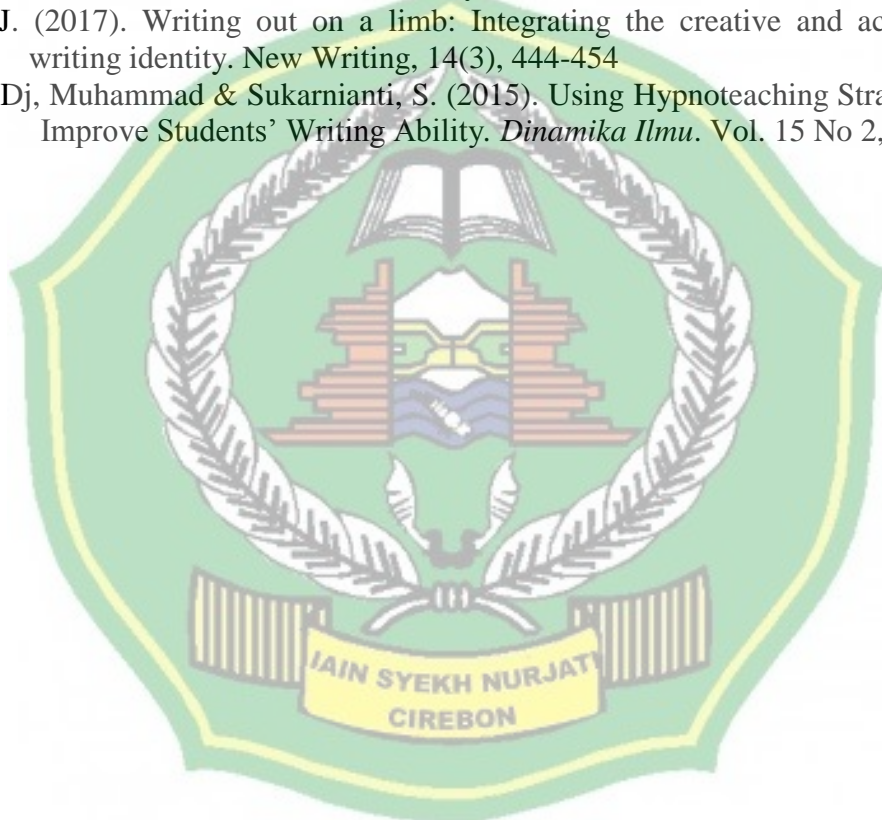 J. (2017). Writing out on a limb: Integrating the creative and ac
writing identity. New Writing, 14(3), 444-454
Dj, Muhammad & Sukarnianti, S. (2015). Using Hypnoteaching Stra
Improve Students’ Writing Ability. Dinamika Ilmu. Vol. 15 No 2,
IAIN SYEKH NURJATI
CIREBON